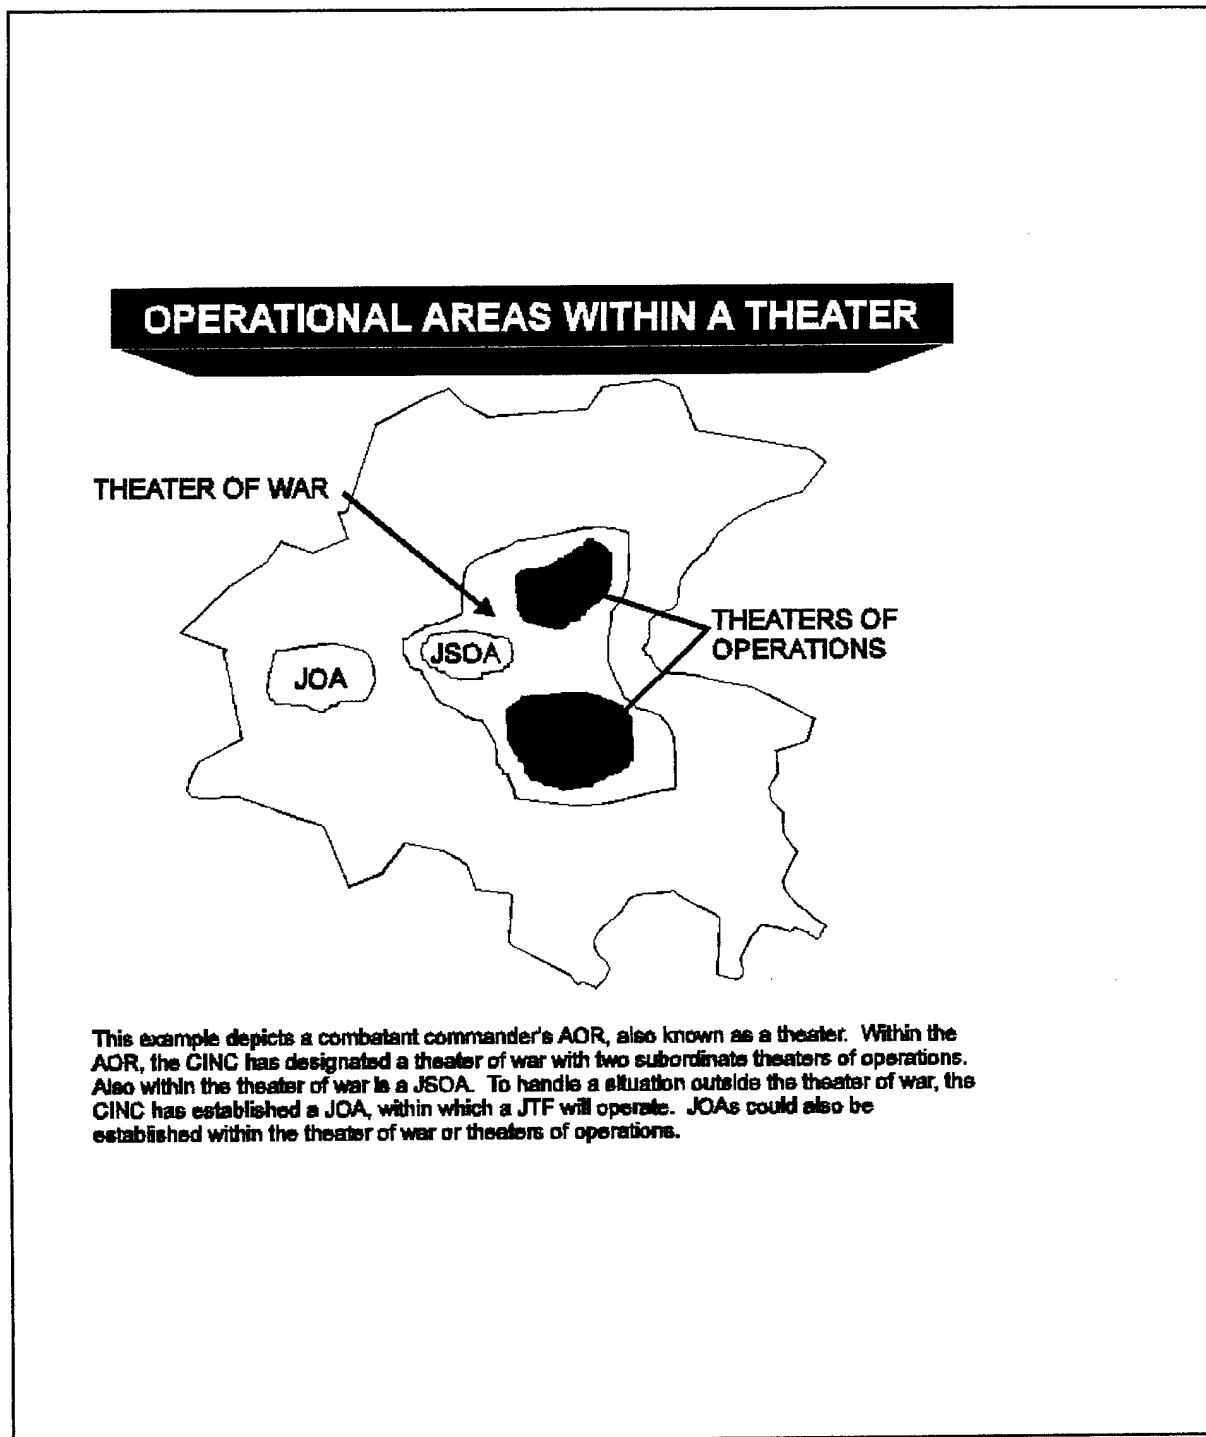 OPERATIONAL AREAS WITHIN A THEATER
THEATER OF WAR
THEATERS OF
OPERATIONS
JSOA
JOA
This example depicts a combatant commander's AOR, also known as a theater. Within the
AOR, the CINC has designated a theater of war with two subordinate theaters of operations.
Also within the theater of war is a JSOA. To handle a situation outside the theater of war, the
CINC has established a JOA, within which a JTF will operate. JOAs could also be
established within the theater of war or theaters of operations.